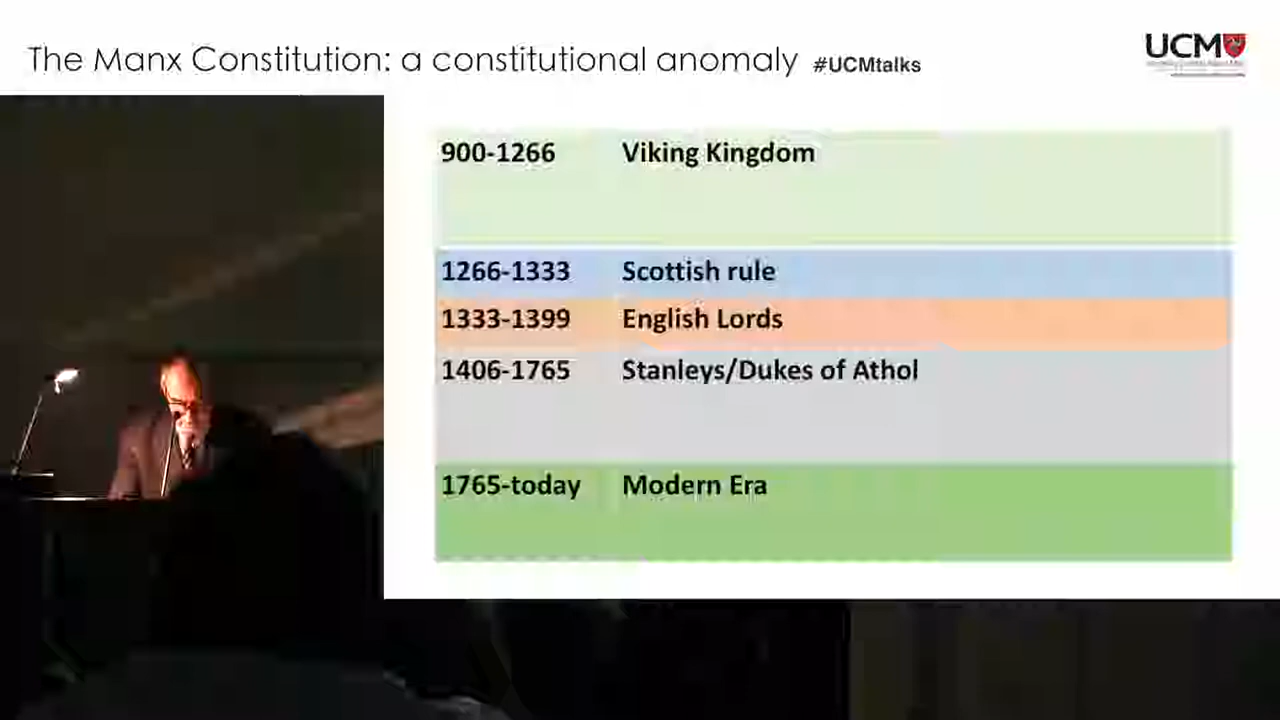 The Manx Constitution: a constitutional anomaly #UCMtalks
UCM
900-1266 Viking Kingdom
1266-1333 Scottish rule
1333-1399 English Lords
1406-1765 Stanleys/Dukes of Athol
1765-today Modern Era